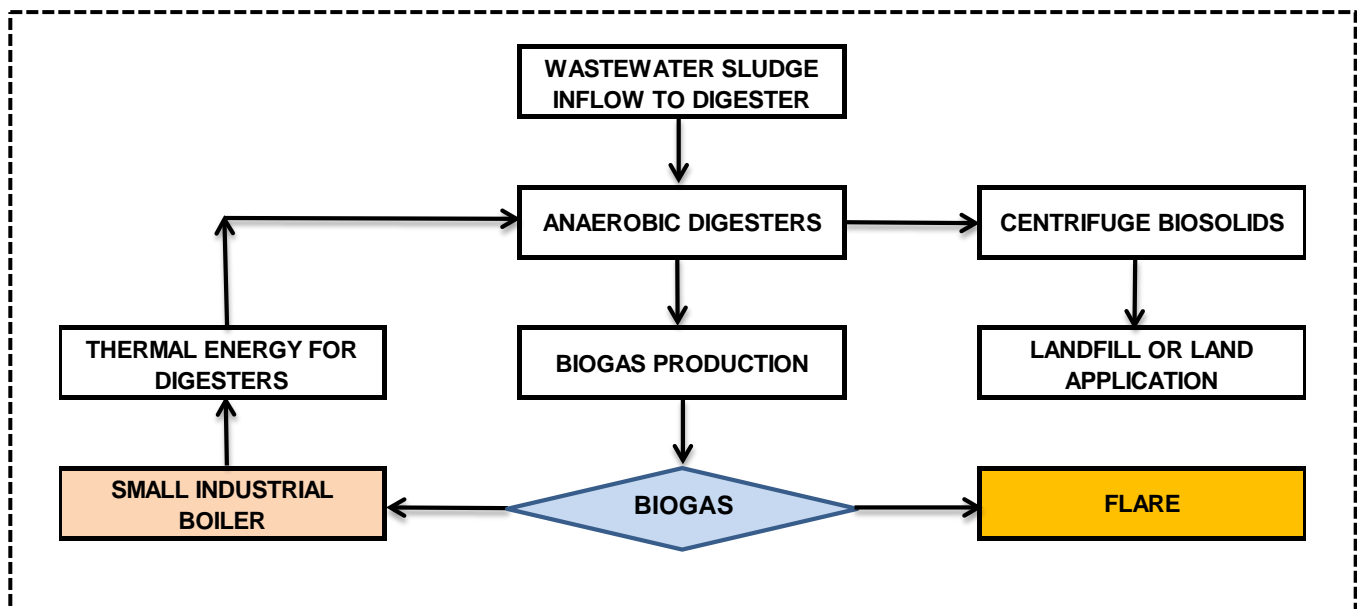 WASTEWATER SLUDGE
INFLOW TO DIGESTER
ANAEROBIC DIGESTERS
CENTRIFUGE BIOSOLIDS
THERMAL ENERGY FOR
DIGESTERS
BIOGAS PRODUCTION
LANDFILL OR LAND
APPLICATION
SMALL INDUSTRIAL
BOILER
BIOGAS
FLARE